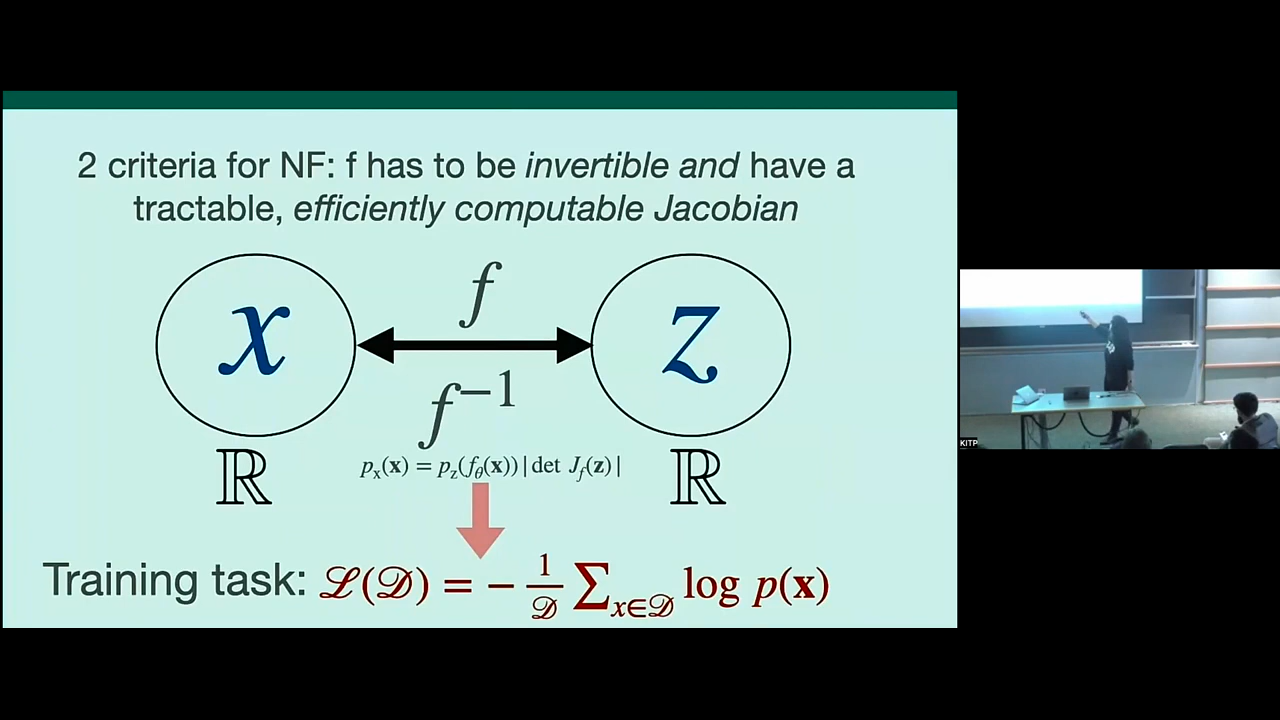 2 criteria for NF: f has to be invertible and have a
tractable, efficiently computable Jacobian
x
f
z
f⁻¹
ℝ
pₓ(𝐱) = p_z(f_θ(𝐱)) | det J_f(𝐳) |
ℝ
Training task: ℒ(𝒟) = − 1/𝒟 ∑_{x∈𝒟} log p(𝐱)
KITP